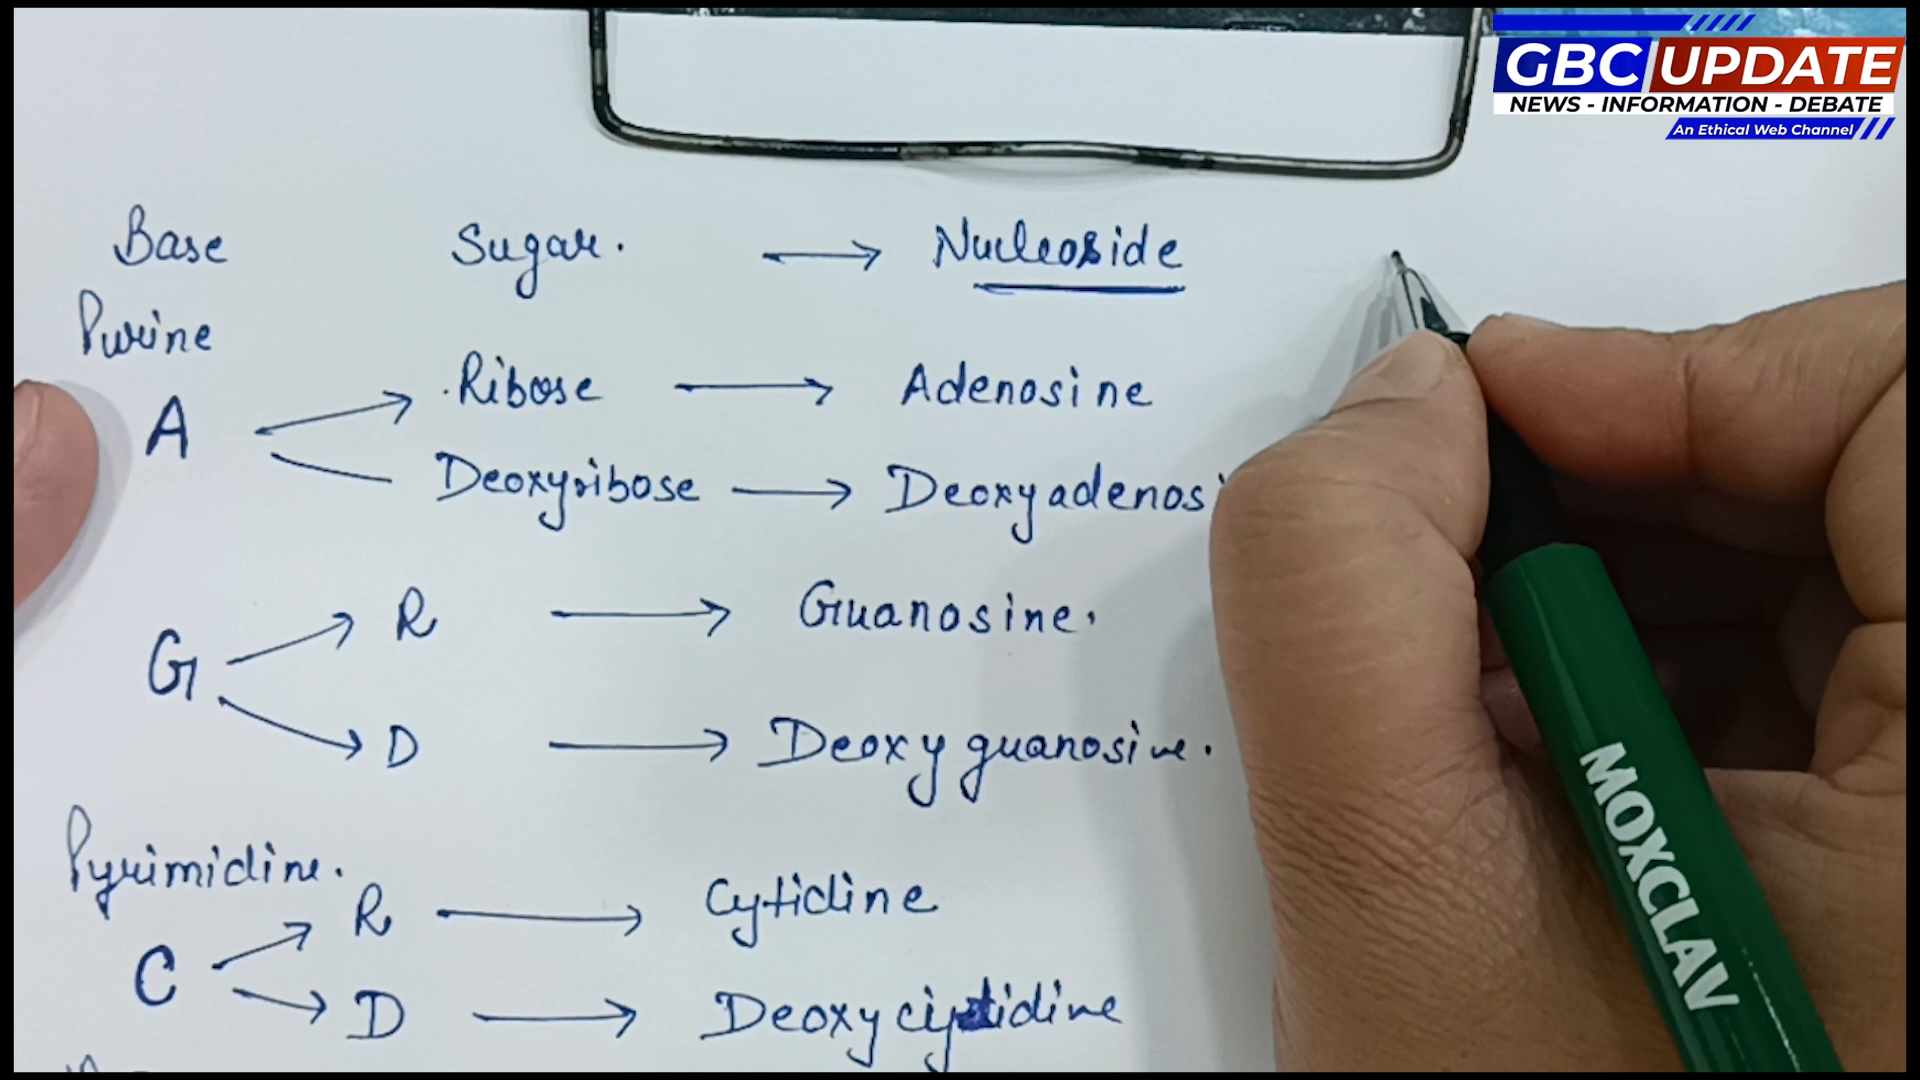 GBC UPDATE
NEWS - INFORMATION - DEBATE
An Ethical Web Channel
Base Sugar. → Nucleoside
Purine
A → Ribose → Adenosine
Deoxyribose → Deoxyadenosi
G → R → Guanosine.
→ D → Deoxyguanosine.
Pyrimidine.
C → R → Cytidine
→ D → Deoxycytidine
MOXCLAV